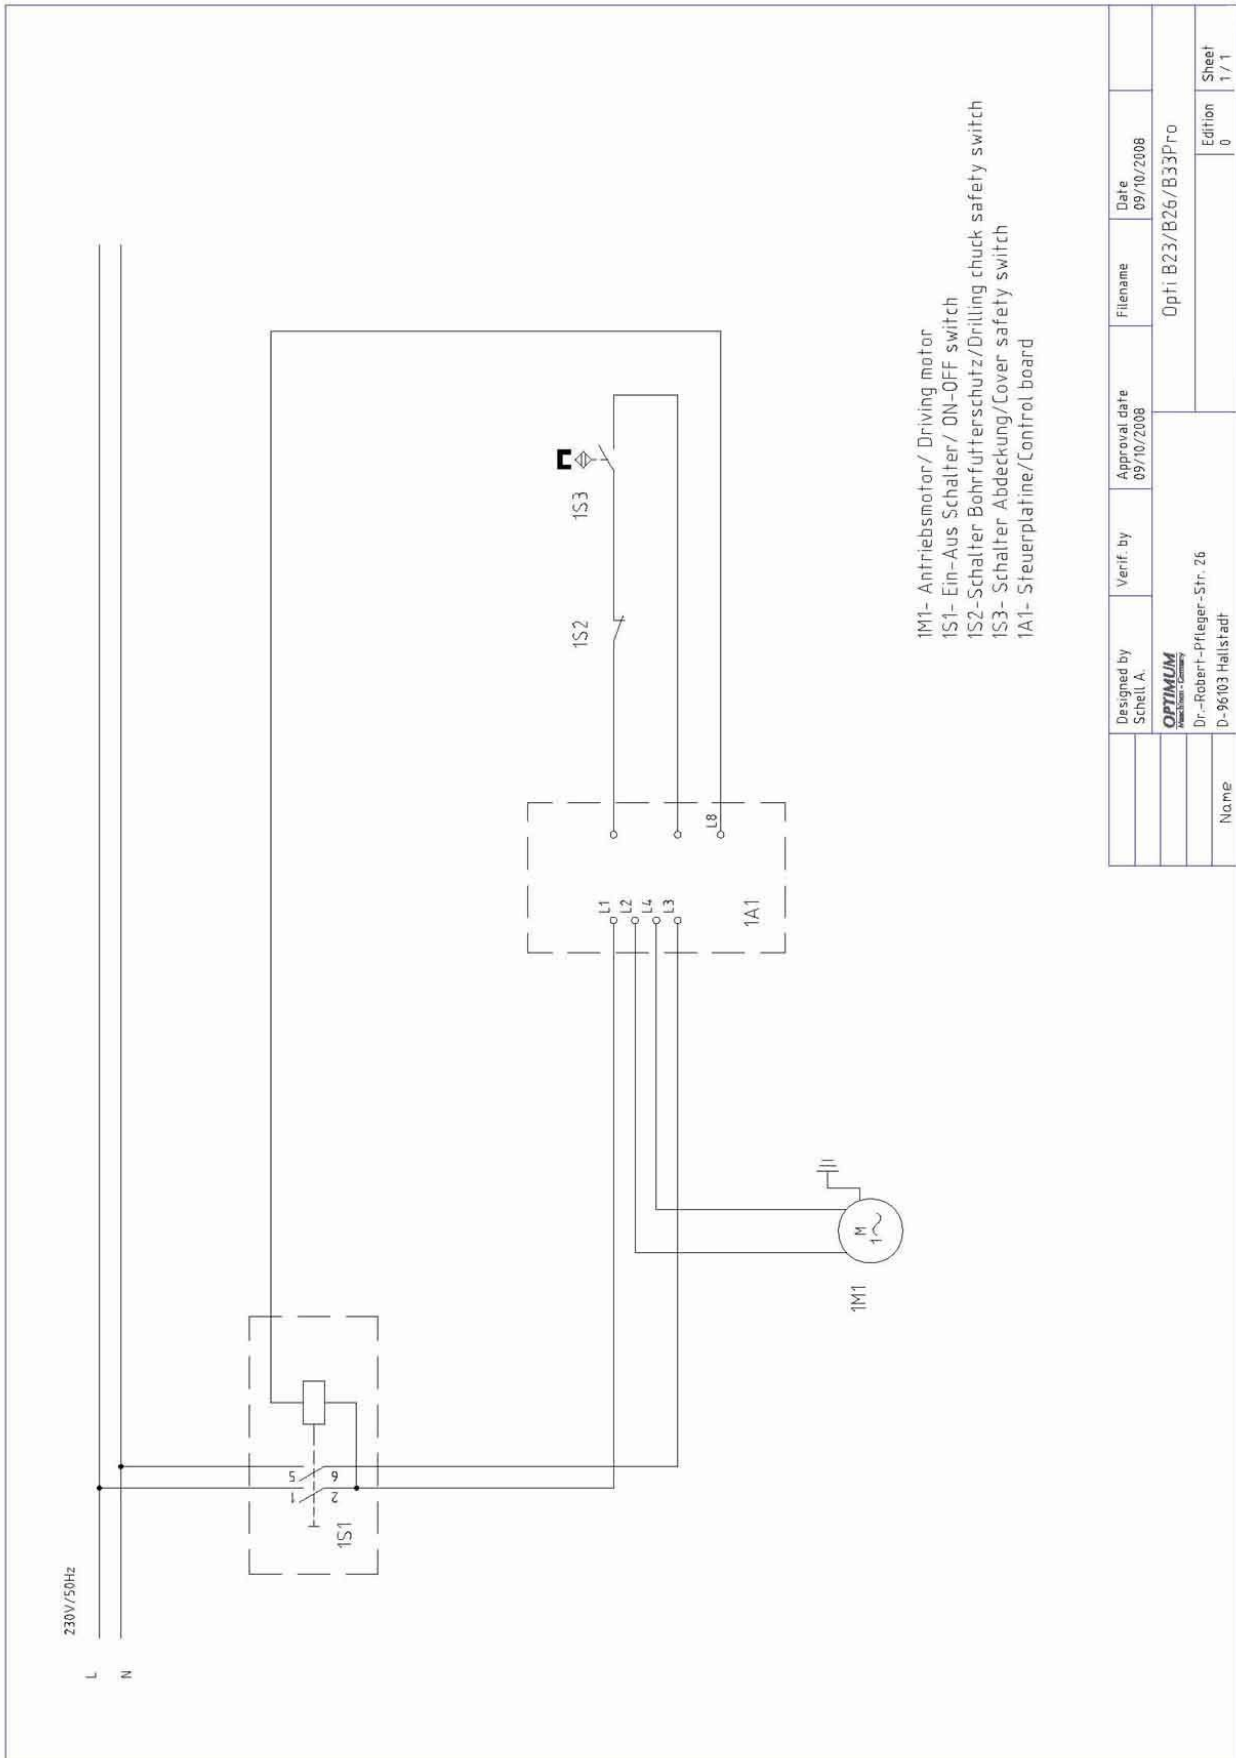 230V/50Hz
L
N
1
5
2
6
1S1
1S2
1S3
L1
L2
L4
L3
L8
1A1
M
1~
1M1
1M1- Antriebsmotor/ Driving motor
1S1- Ein-Aus Schalter/ ON-OFF switch
1S2-Schalter Bohrfutterschutz/Drilling chuck safety switch
1S3- Schalter Abdeckung/Cover safety switch
1A1- Steuerplatine/Control board
Designed by
Schell A.
Verif. by
Approval date
09/10/2008
Filename
Date
09/10/2008
OPTIMUM
Maschinen - Germany
Dr.-Robert-Pfleger-Str. 26
D-96103 Hallstadt
Opti B23/B26/B33Pro
Name
Edition
0
Sheet
1 / 1